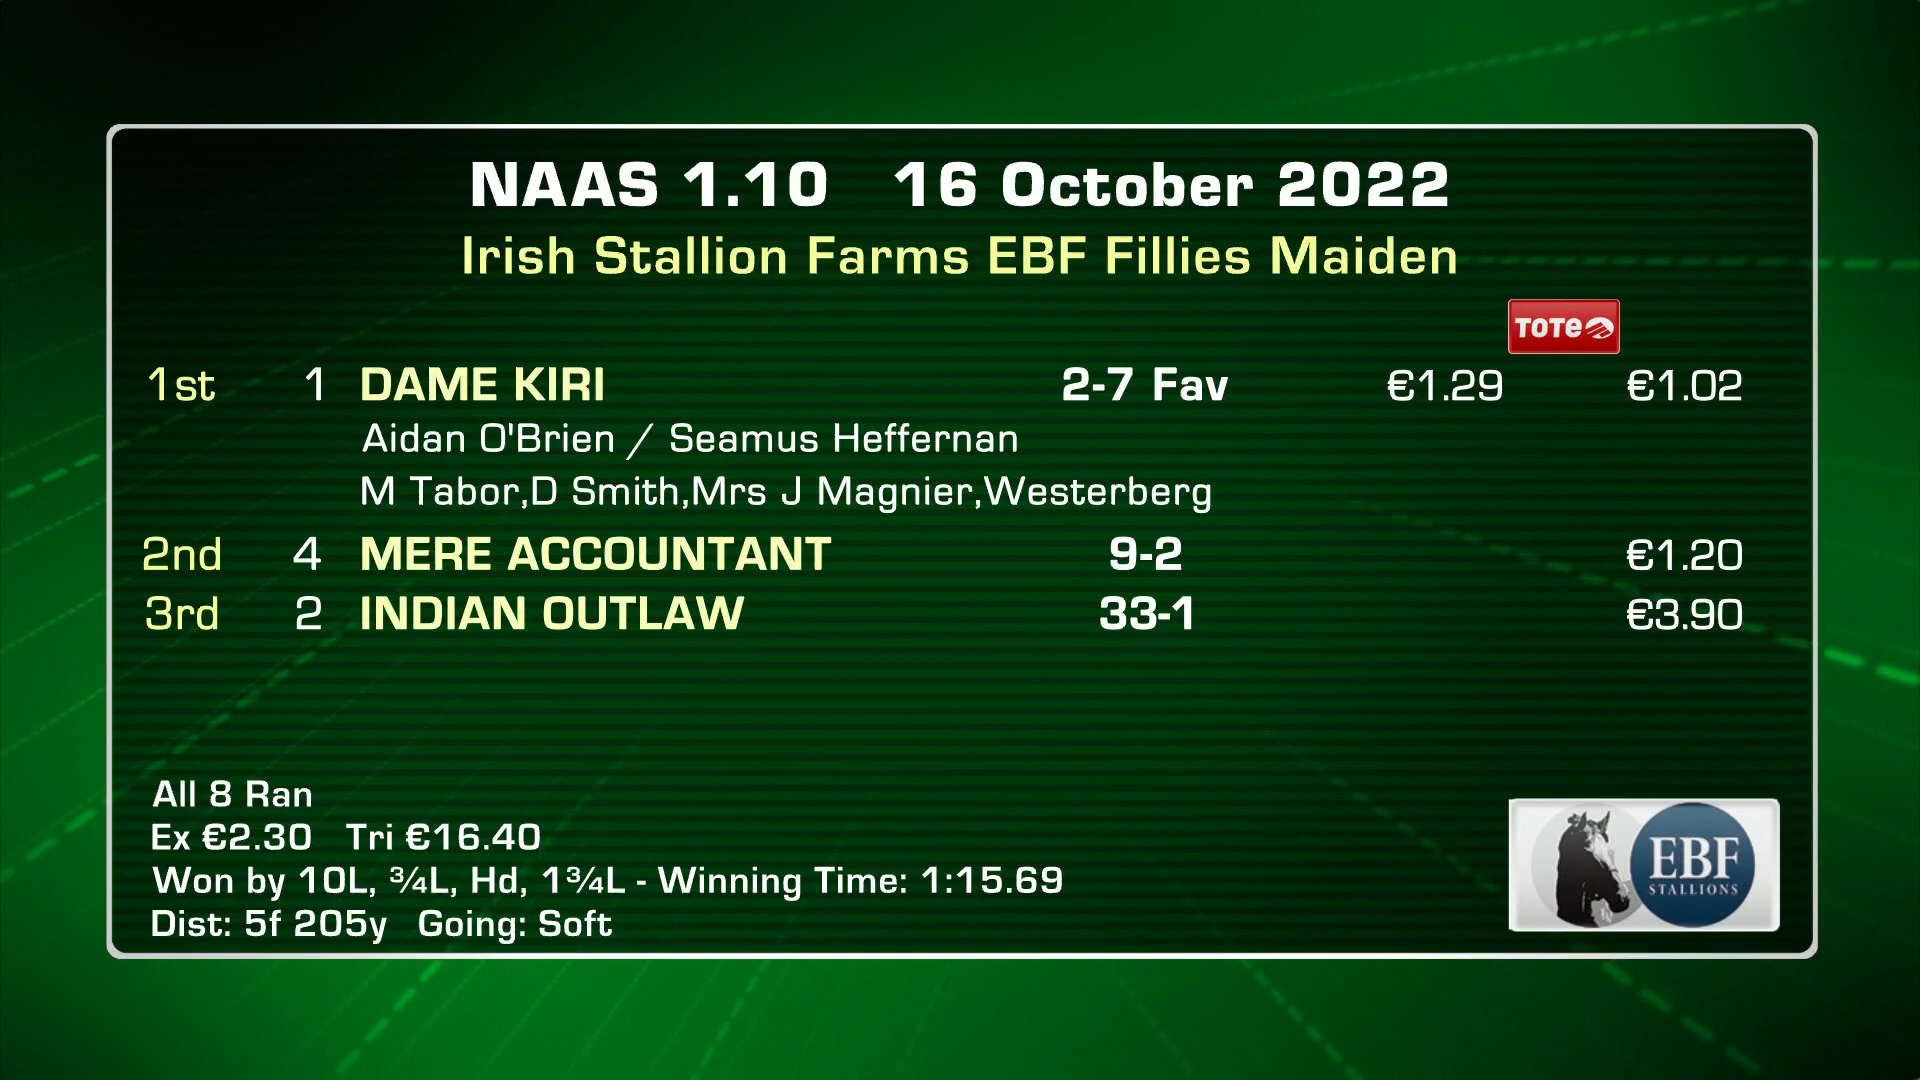 NAAS 1.10 16 October 2022
Irish Stallion Farms EBF Fillies Maiden
TOTE
1st 1 DAME KIRI 2-7 Fav €1.29 €1.02
Aidan O'Brien / Seamus Heffernan
M Tabor,D Smith,Mrs J Magnier,Westerberg
2nd 4 MERE ACCOUNTANT 9-2 €1.20
3rd 2 INDIAN OUTLAW 33-1 €3.90
All 8 Ran
Ex €2.30 Tri €16.40
Won by 10L, ¾L, Hd, 1¾L - Winning Time: 1:15.69
Dist: 5f 205y Going: Soft
EBF
STALLIONS